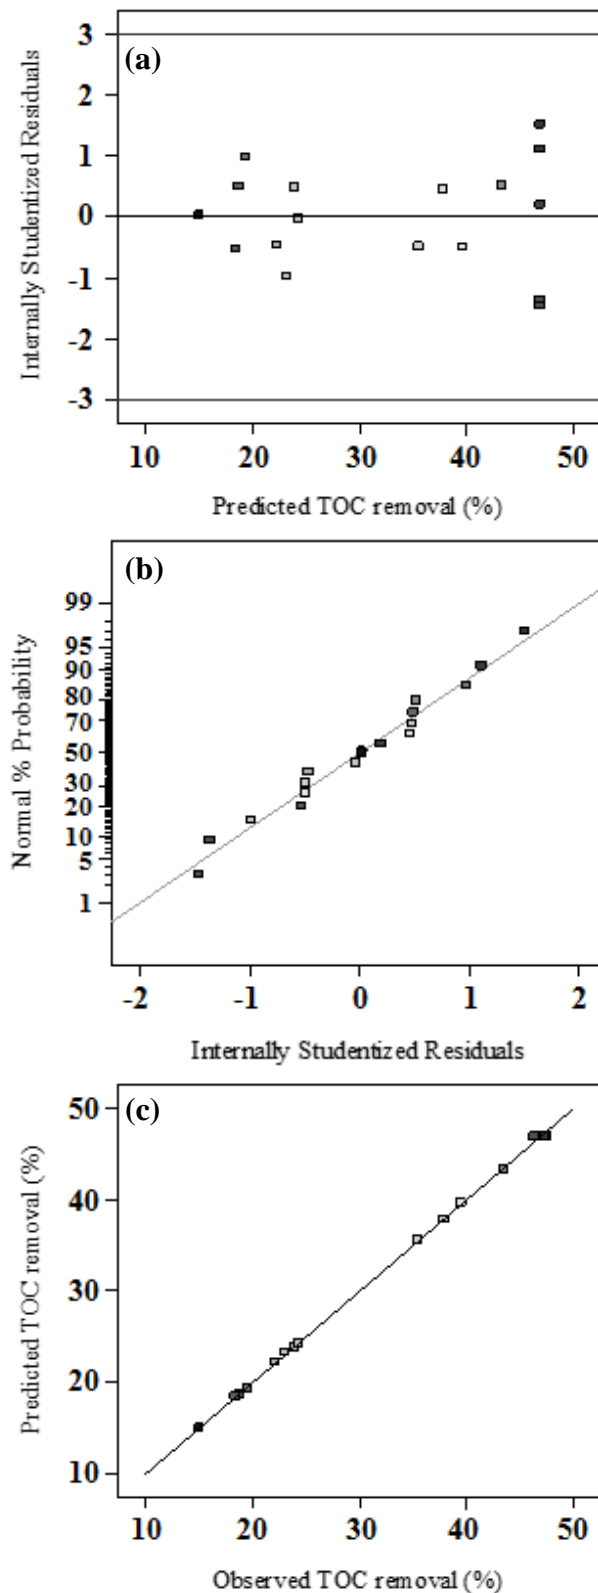 (a)
Internally Studentized Residuals
3
2
1
0
-1
-2
-3
10 20 30 40 50
Predicted TOC removal (%)
(b)
Normal % Probability
99
95
90
80
70
50
30
20
10
5
1
-2 -1 0 1 2
Internally Studentized Residuals
(c)
Predicted TOC removal (%)
50
40
30
20
10
10 20 30 40 50
Observed TOC removal (%)